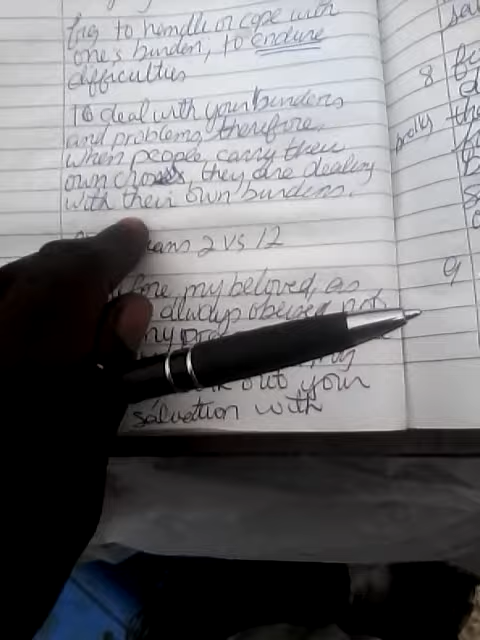 fig to handle or cope with
one's burden, to endure
difficulties
To deal with your burdens
and problems, therefore,
when people carry their
own cross, they are dealing
with their own burdens.
2 vs 12
my beloved, as
always obeyed not
out your
salvation with
8
9